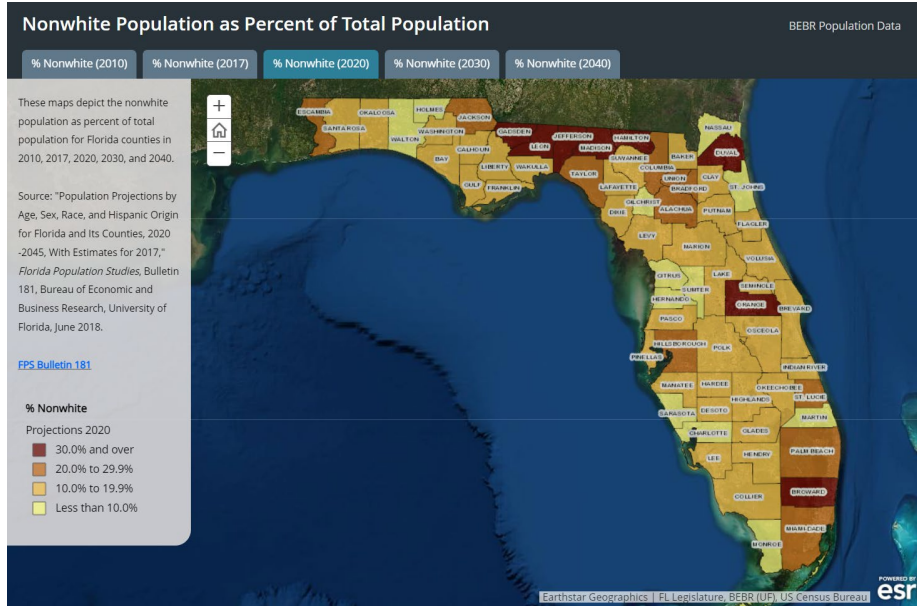 Nonwhite Population as Percent of Total Population
BEBR Population Data
% Nonwhite (2010)
% Nonwhite (2017)
% Nonwhite (2020)
% Nonwhite (2030)
% Nonwhite (2040)
These maps depict the nonwhite
population as percent of total
population for Florida counties in
2010, 2017, 2020, 2030, and 2040.
Source: "Population Projections by
Age, Sex, Race, and Hispanic Origin
for Florida and Its Counties, 2020
-2045, With Estimates for 2017,"
Florida Population Studies, Bulletin
181, Bureau of Economic and
Business Research, University of
Florida, June 2018.
FPS Bulletin 181
% Nonwhite
Projections 2020
30.0% and over
20.0% to 29.9%
10.0% to 19.9%
Less than 10.0%
+
−
ESCAMBIA
SANTA ROSA
OKALOOSA
WALTON
HOLMES
WASHINGTON
JACKSON
BAY
CALHOUN
GULF
LIBERTY
FRANKLIN
GADSDEN
LEON
WAKULLA
JEFFERSON
MADISON
TAYLOR
HAMILTON
SUWANNEE
LAFAYETTE
DIXIE
COLUMBIA
GILCHRIST
BAKER
UNION
BRADFORD
ALACHUA
NASSAU
DUVAL
CLAY
ST. JOHNS
PUTNAM
FLAGLER
LEVY
MARION
VOLUSIA
CITRUS
SUMTER
LAKE
HERNANDO
SEMINOLE
ORANGE
BREVARD
PASCO
OSCEOLA
HILLSBOROUGH
POLK
PINELLAS
INDIAN RIVER
MANATEE
HARDEE
OKEECHOBEE
HIGHLANDS
ST. LUCIE
SARASOTA
DESOTO
MARTIN
CHARLOTTE
GLADES
LEE
HENDRY
PALM BEACH
COLLIER
BROWARD
MONROE
MIAMI-DADE
Earthstar Geographics | FL Legislature, BEBR (UF), US Census Bureau
POWERED BY
esri